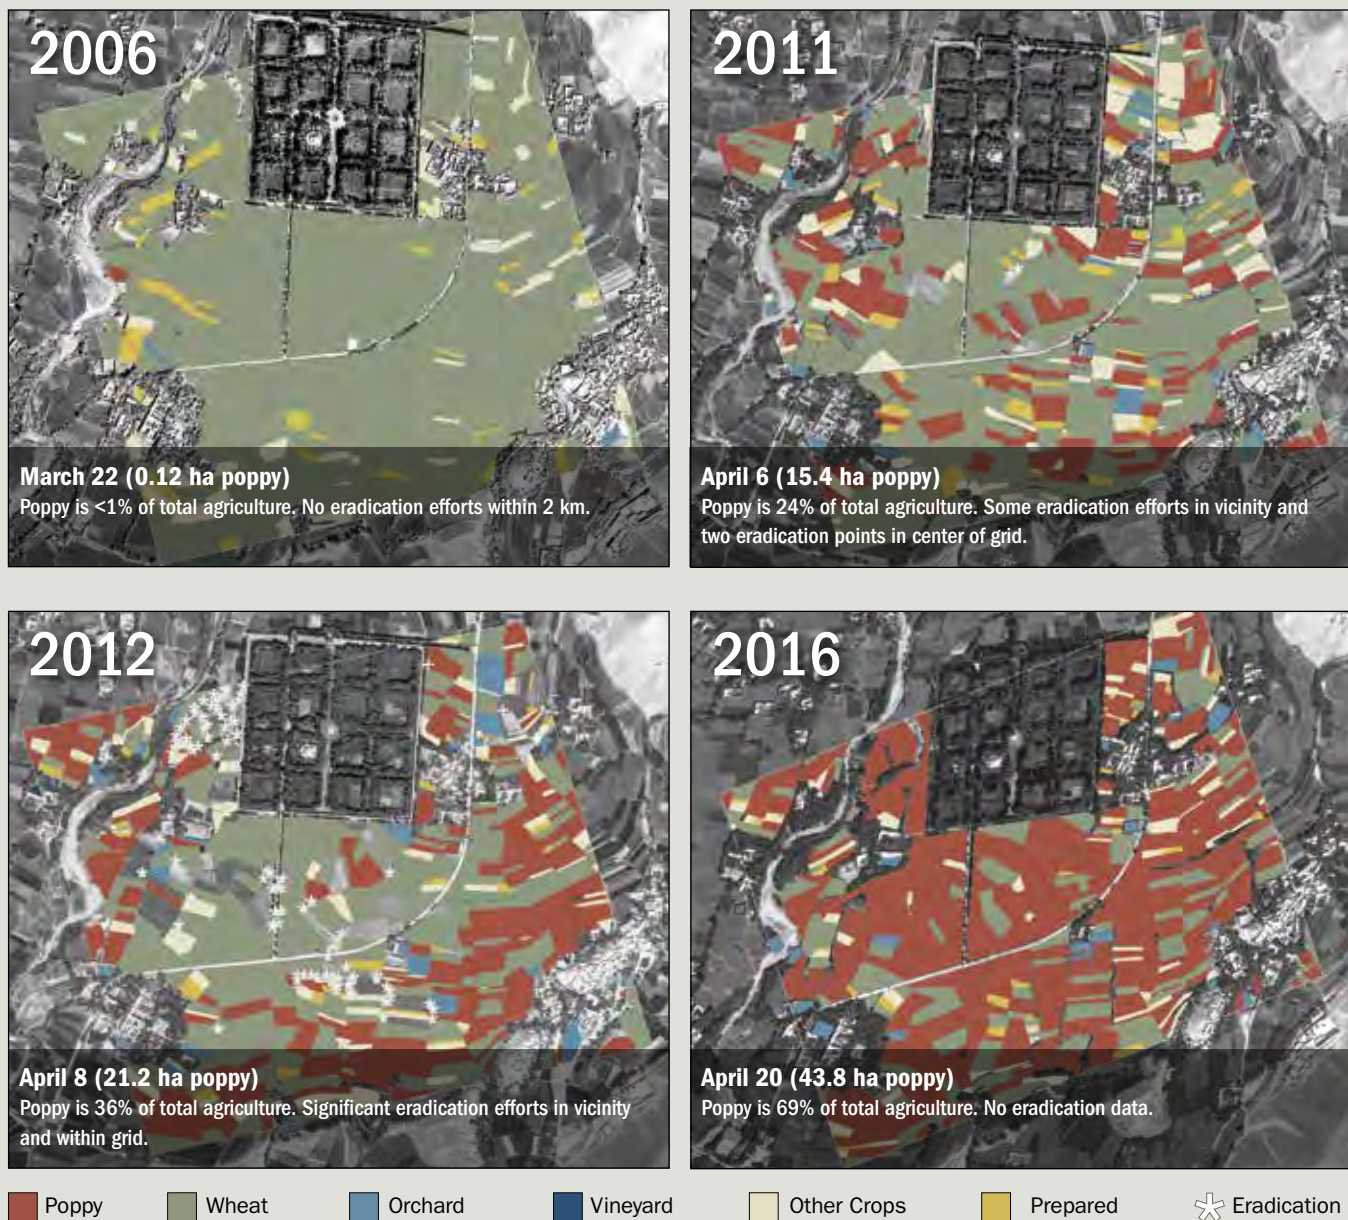 2006
March 22 (0.12 ha poppy)
Poppy is <1% of total agriculture. No eradication efforts within 2 km.
2011
April 6 (15.4 ha poppy)
Poppy is 24% of total agriculture. Some eradication efforts in vicinity and
two eradication points in center of grid.
2012
April 8 (21.2 ha poppy)
Poppy is 36% of total agriculture. Significant eradication efforts in vicinity
and within grid.
2016
April 20 (43.8 ha poppy)
Poppy is 69% of total agriculture. No eradication data.
Poppy Wheat Orchard Vineyard Other Crops Prepared Eradication